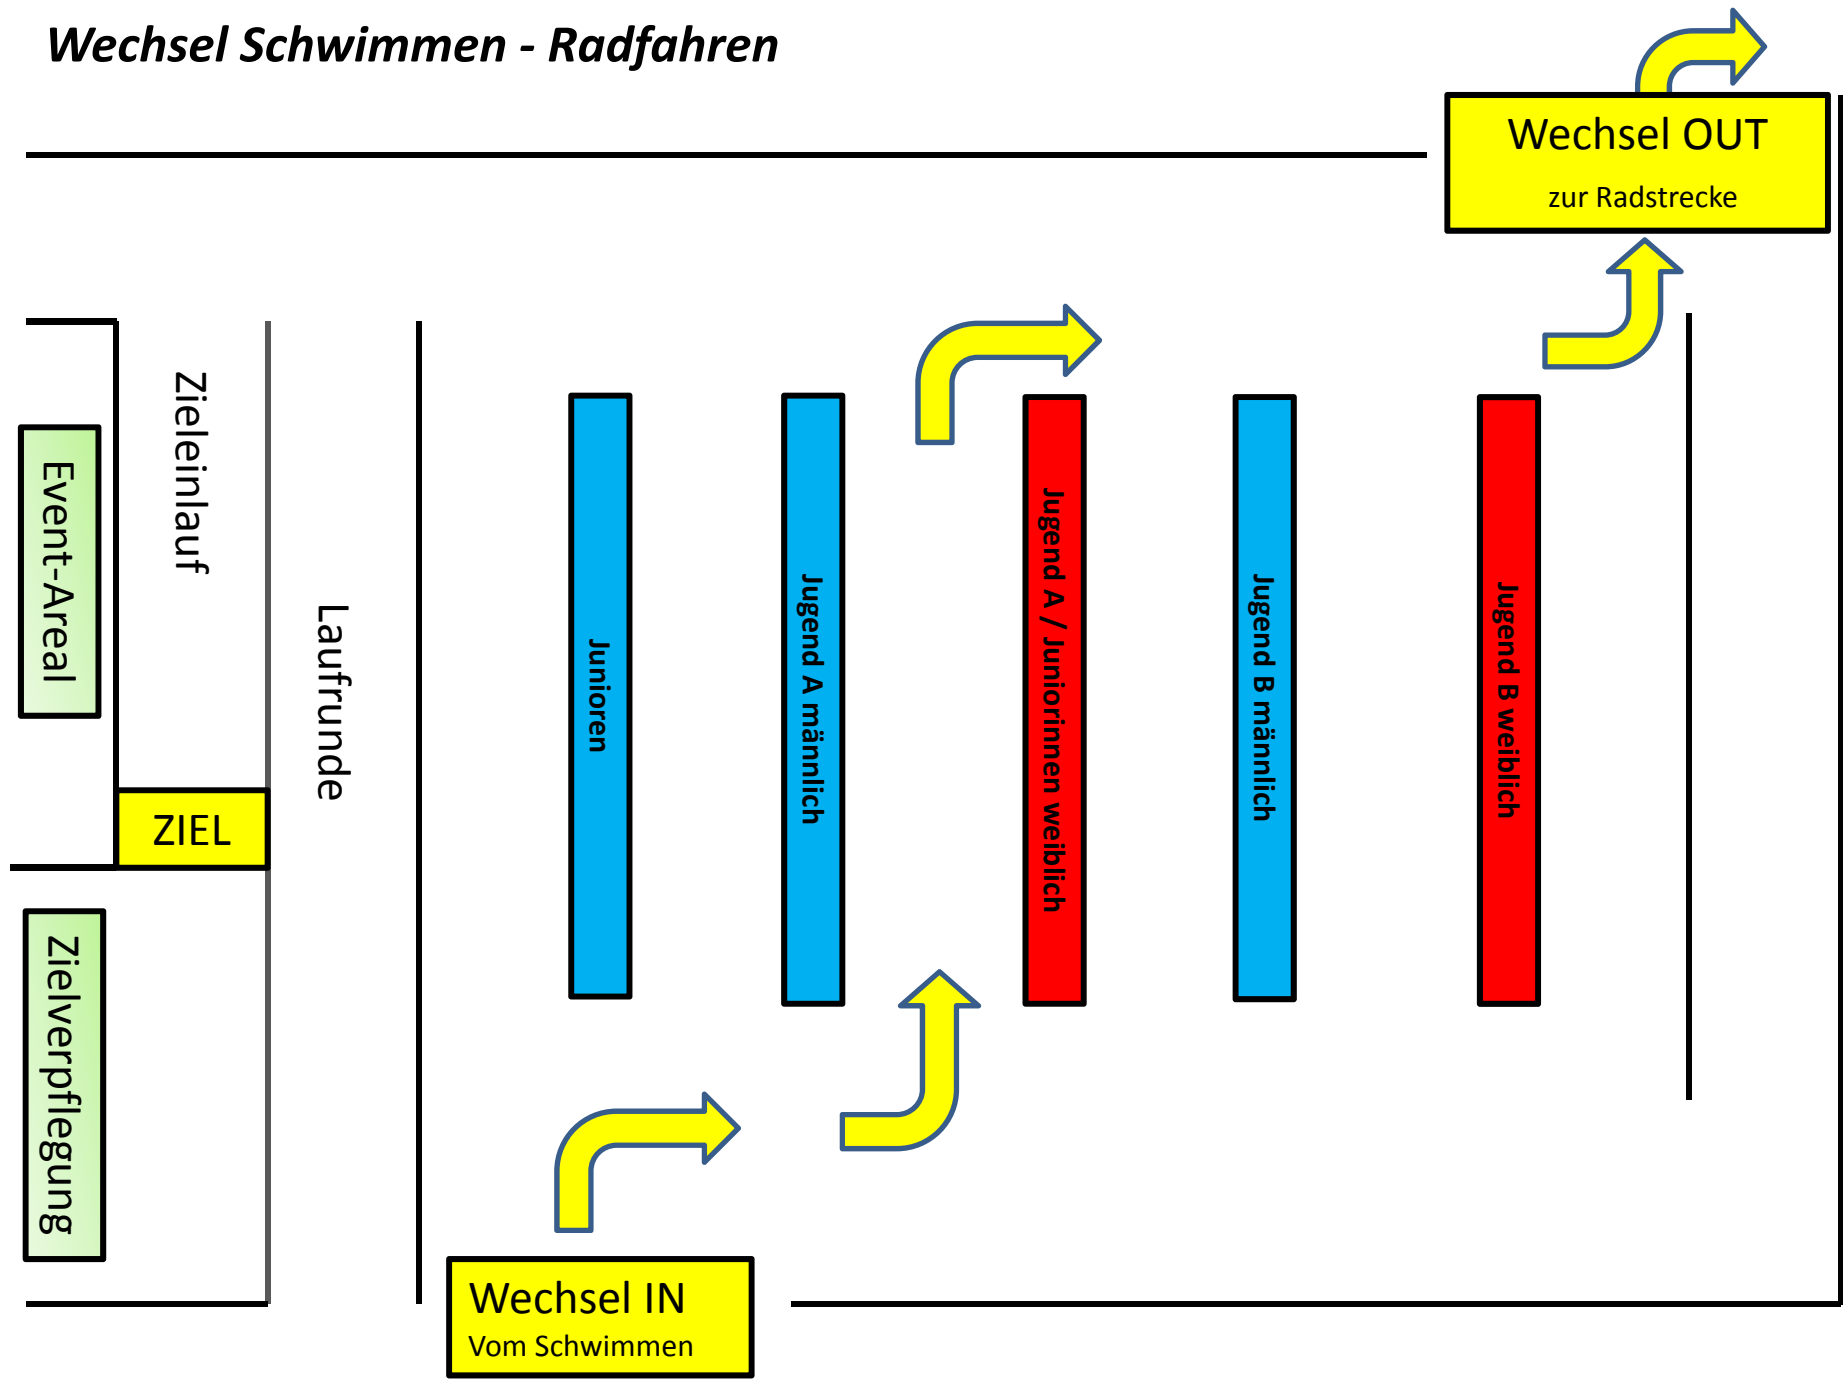 Wechsel Schwimmen - Radfahren
Wechsel OUT
zur Radstrecke
Event-Areal
Zieleinlauf
Laufrunde
ZIEL
Zielverpflegung
Junioren
Jugend A männlich
Jugend A / Juniorinnen weiblich
Jugend B männlich
Jugend B weiblich
Wechsel IN
Vom Schwimmen